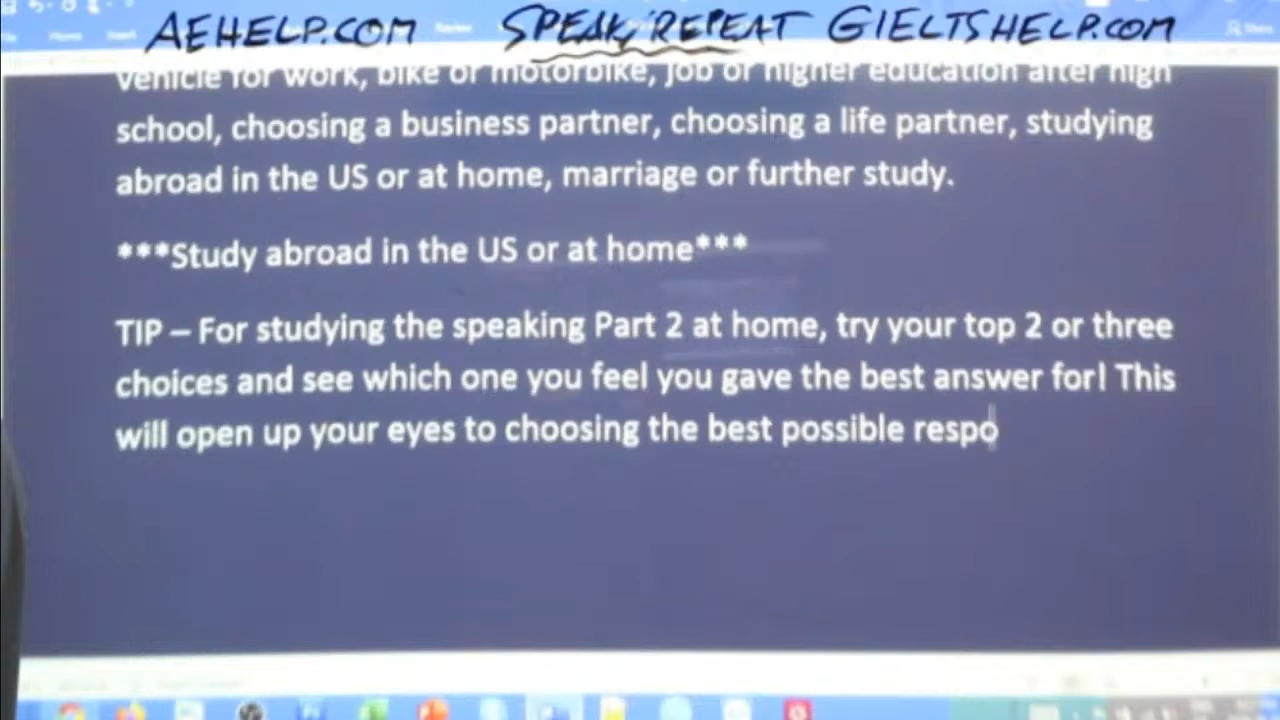 AEHELP.COM SPEAK/REPEAT GIELTSHELP.COM
vehicle for work, bike or motorbike, job or higher education after high
school, choosing a business partner, choosing a life partner, studying
abroad in the US or at home, marriage or further study.
***Study abroad in the US or at home***
TIP – For studying the speaking Part 2 at home, try your top 2 or three
choices and see which one you feel you gave the best answer for! This
will open up your eyes to choosing the best possible respo